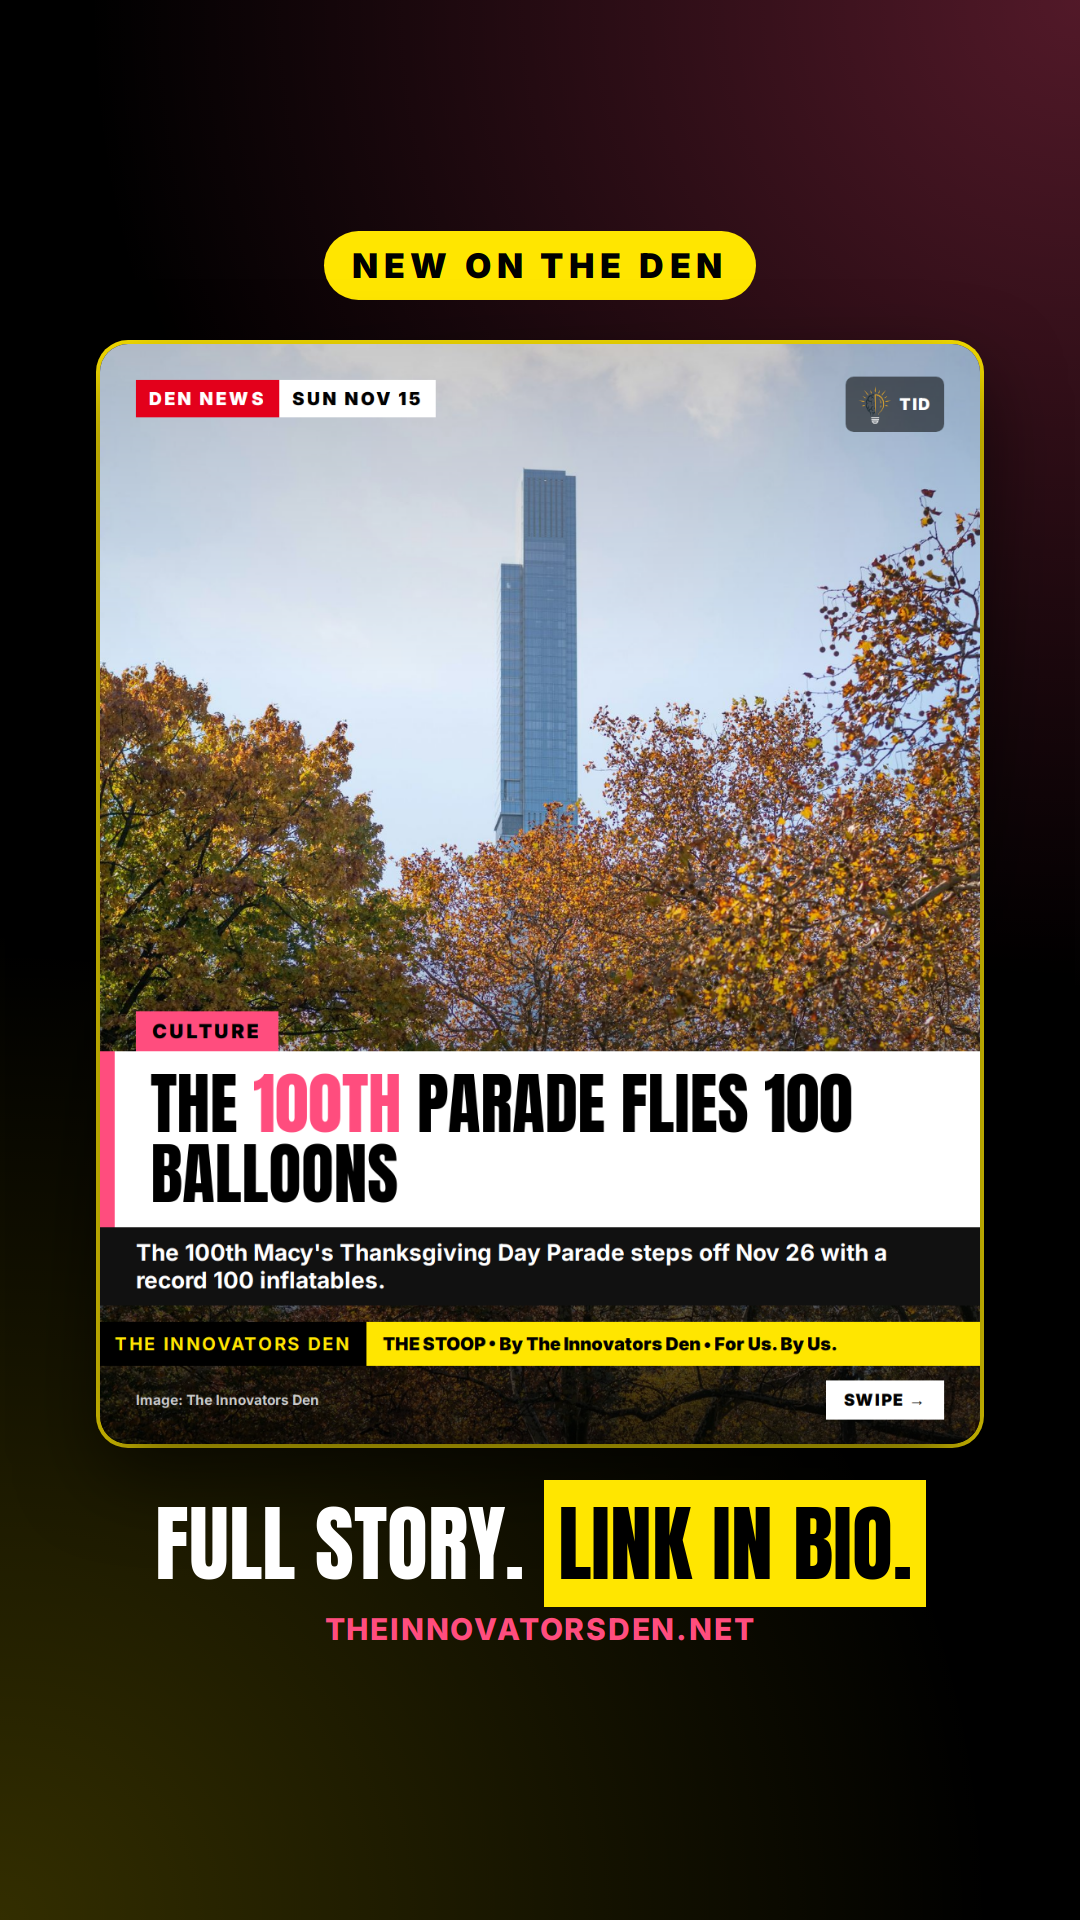 NEW ON THE DEN
DEN NEWS SUN NOV 15
TID
CULTURE
THE 100TH PARADE FLIES 100
BALLOONS
The 100th Macy's Thanksgiving Day Parade steps off Nov 26 with a
record 100 inflatables.
THE INNOVATORS DEN THE STOOP • By The Innovators Den • For Us. By Us.
Image: The Innovators Den
SWIPE →
FULL STORY. LINK IN BIO.
THEINNOVATORSDEN.NET